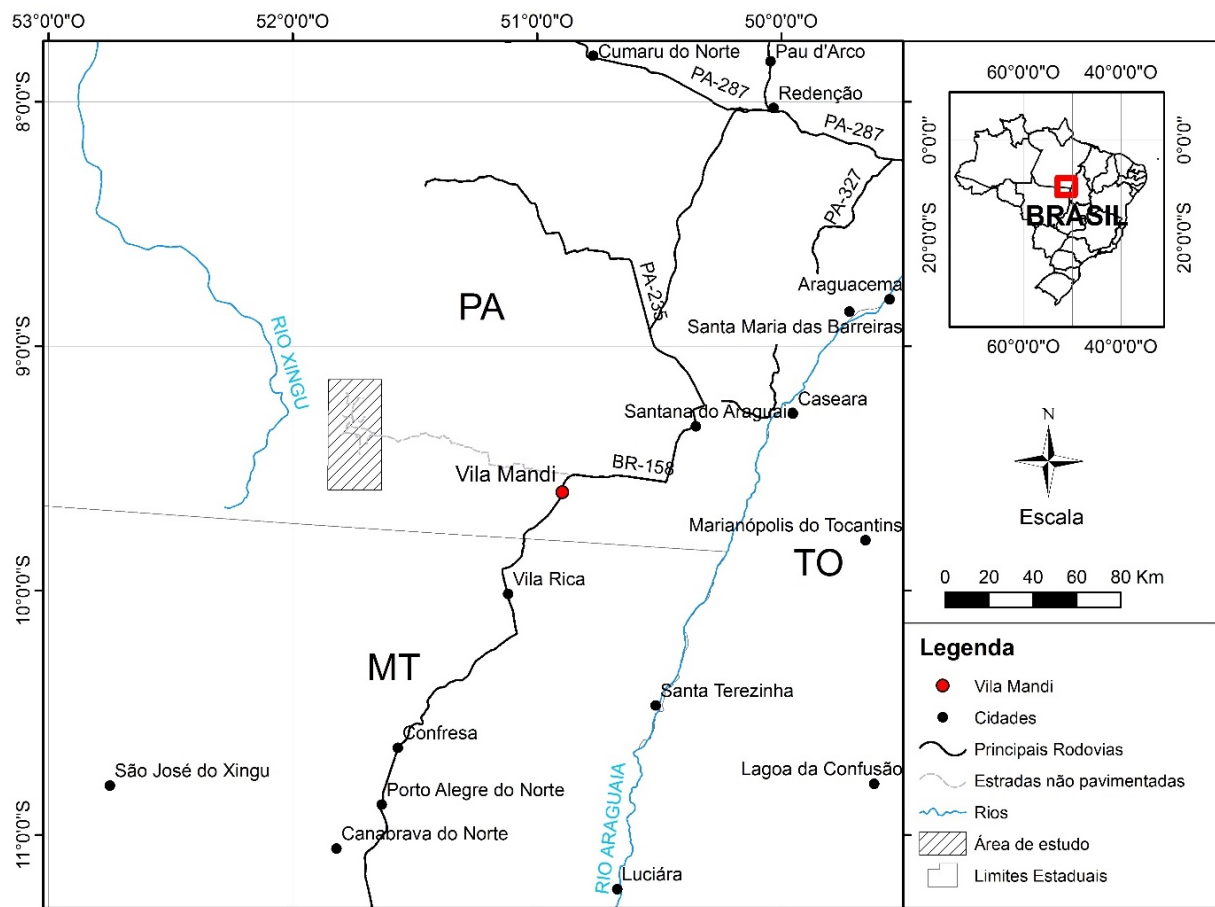 53°0'0"O
52°0'0"O
51°0'0"O
50°0'0"O
8°0'0"S
9°0'0"S
10°0'0"S
11°0'0"S
Cumaru do Norte
Pau d'Arco
PA-287
Redenção
PA-287
PA-327
PA-235
Araguacema
Santa Maria das Barreiras
PA
RIO XINGU
Caseara
Santana do Araguai
BR-158
Vila Mandi
Marianópolis do Tocantins
TO
Vila Rica
MT
Santa Terezinha
Confresa
São José do Xingu
Lagoa da Confusão
Porto Alegre do Norte
Canabrava do Norte
RIO ARAGUAIA
Luciára
60°0'0"O 40°0'0"O
0°0'0"
20°0'0"S
0°0'0"
20°0'0"S
BRASIL
60°0'0"O 40°0'0"O
N
Escala
0 20 40 60 80 Km
Legenda
Vila Mandi
Cidades
Principais Rodovias
Estradas não pavimentadas
Rios
Área de estudo
Limites Estaduais